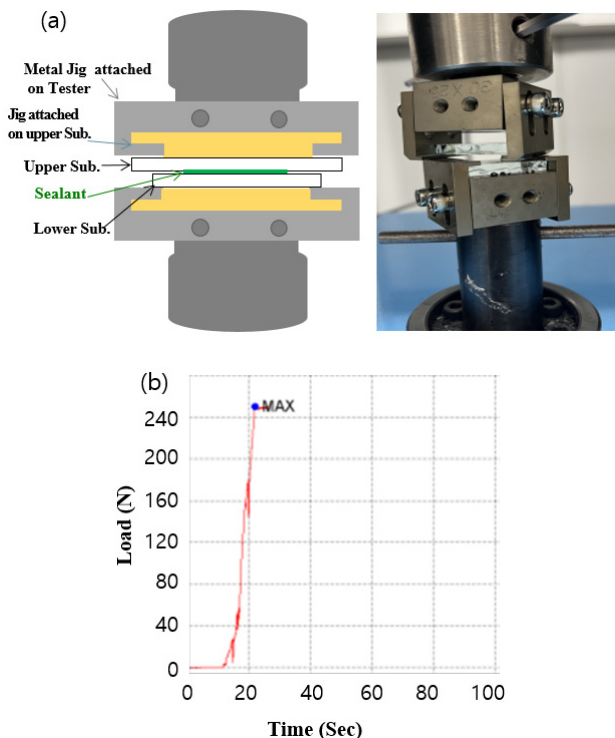 (a)
Metal Jig attached
on Tester
Jig attached
on upper Sub.
Upper Sub.
Sealant
Lower Sub.
(b)
MAX
240
200
160
120
80
40
0
Load (N)
0 20 40 60 80 100
Time (Sec)